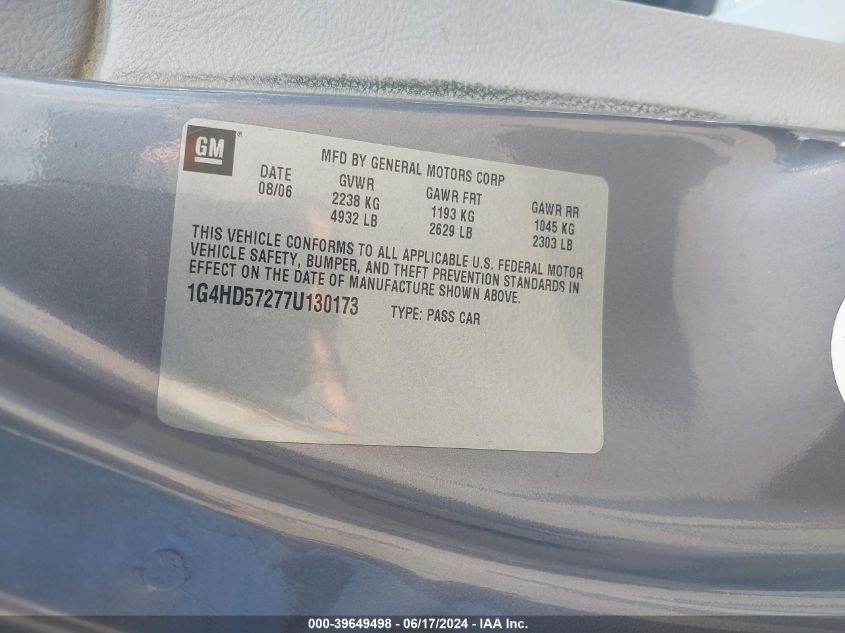 GM
MFD BY GENERAL MOTORS CORP
DATE GVWR GAWR FRT GAWR RR
08/06 2238 KG 1193 KG 1045 KG
4932 LB 2629 LB 2303 LB
THIS VEHICLE CONFORMS TO ALL APPLICABLE U.S. FEDERAL MOTOR
VEHICLE SAFETY, BUMPER, AND THEFT PREVENTION STANDARDS IN
EFFECT ON THE DATE OF MANUFACTURE SHOWN ABOVE.
1G4HD57277U130173 TYPE: PASS CAR
000-39649498 - 06/17/2024 - IAA Inc.